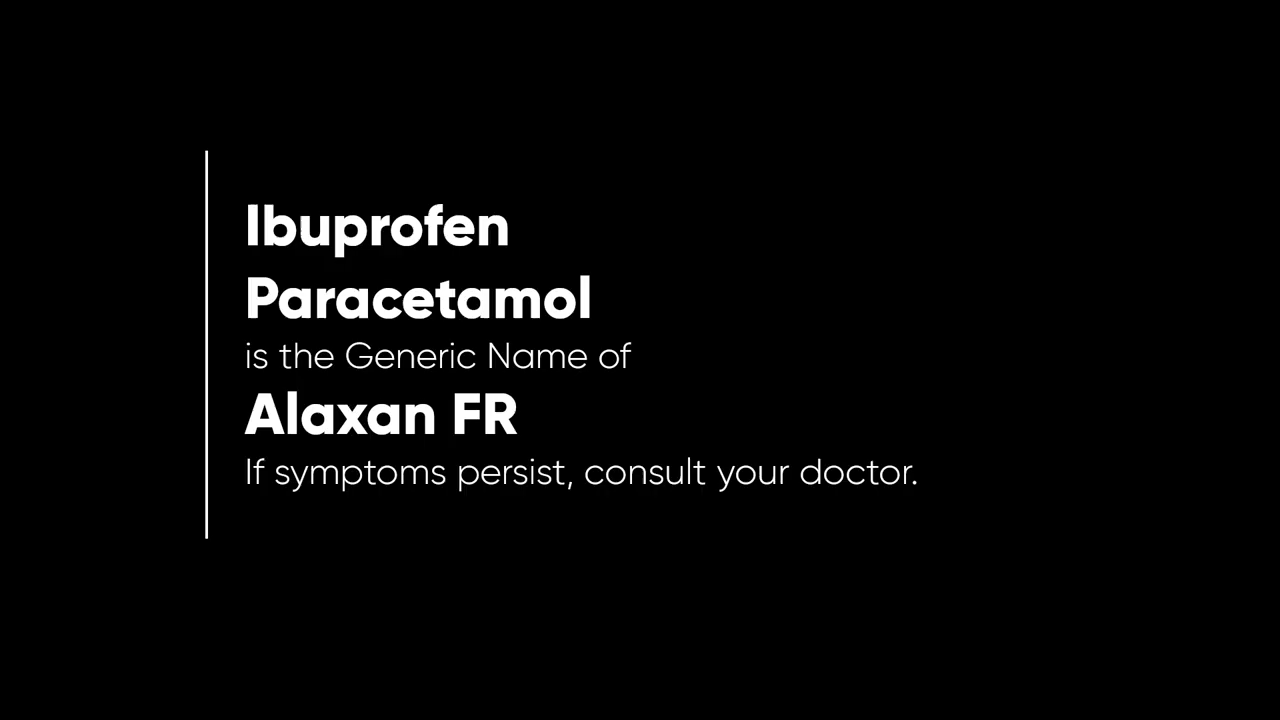 Ibuprofen
Paracetamol
is the Generic Name of
Alaxan FR
If symptoms persist, consult your doctor.